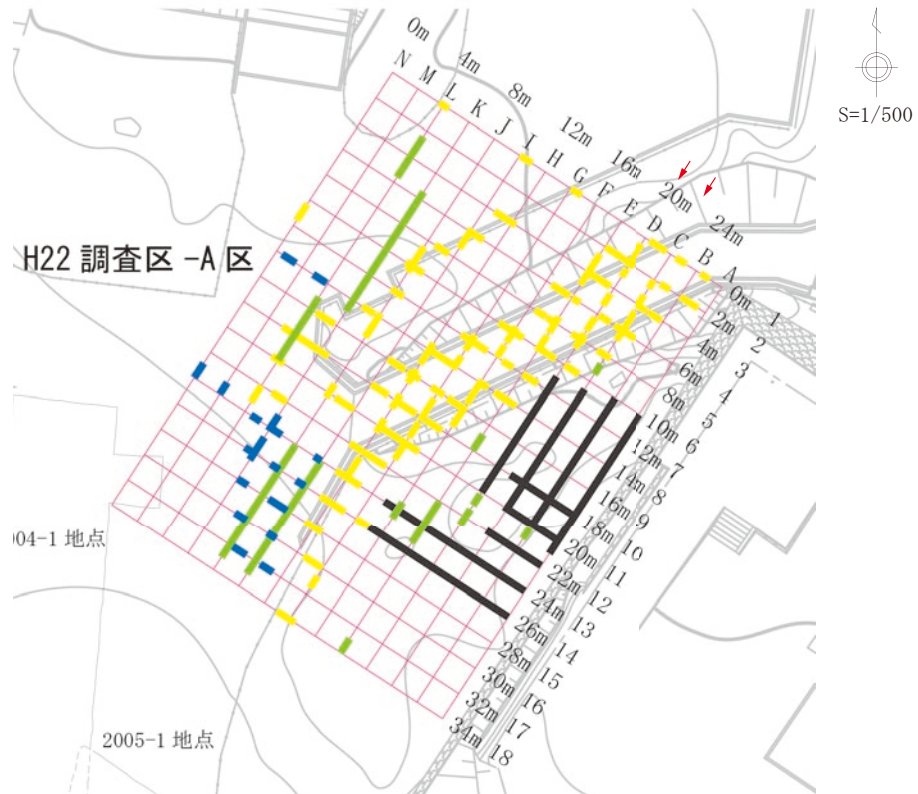 0m
4m
8m
12m
16m
20m
24m
N
M
L
K
J
I
H
G
F
E
D
C
B
A
S=1/500
H22 調査区 -A 区
0m 1
2m 2
4m 3
6m 4
8m 5
10m 6
12m 7
14m 8
16m 9
18m 10
20m 11
22m 12
24m 13
26m 14
28m 15
30m 16
32m 17
34m 18
04-1 地点
2005-1 地点